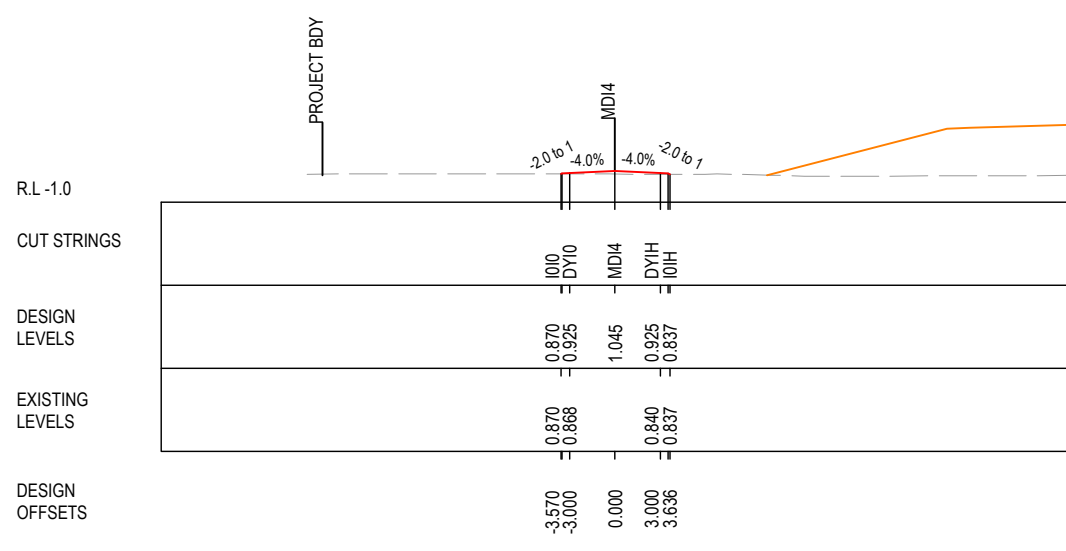 PROJECT BDY
MDI4
-2.0 to 1
-4.0%
-4.0%
-2.0 to 1
R.L -1.0
CUT STRINGS
I0I0
DYI0
MDI4
DYIH
I0IH
DESIGN
LEVELS
0.870
0.925
1.045
0.925
0.837
EXISTING
LEVELS
0.870
0.868
0.840
0.837
DESIGN
OFFSETS
-3.570
-3.000
0.000
3.000
3.636